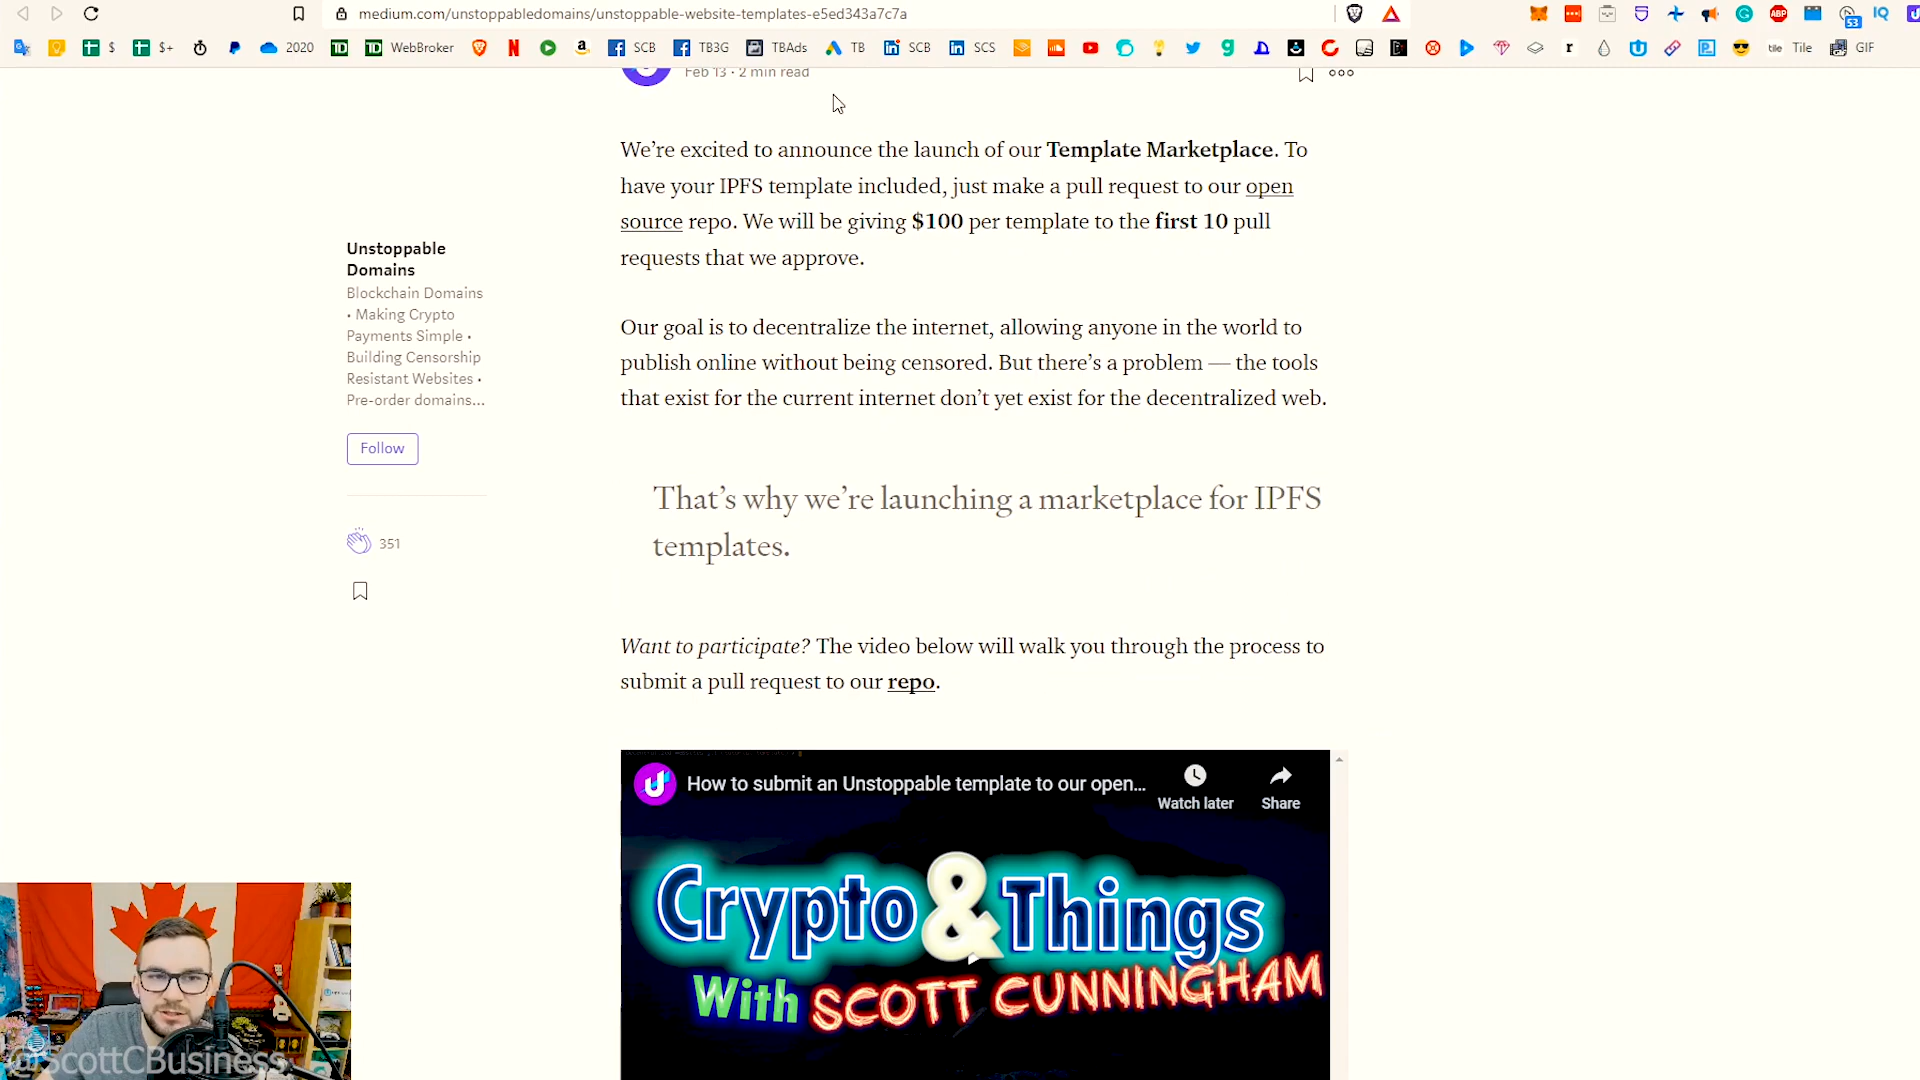 medium.com/unstoppabledomains/unstoppable-website-templates-e5ed343a7c7a
ABP
53
IQ
$
$+
2020
TD
TD WebBroker
N
a
SCB
TB3G
TBAds
TB
SCB
SCS
tile Tile
GIF
Feb 13 · 2 min read
We're excited to announce the launch of our Template Marketplace. To
have your IPFS template included, just make a pull request to our open
source repo. We will be giving $100 per template to the first 10 pull
requests that we approve.
Unstoppable
Domains
Blockchain Domains
• Making Crypto
Payments Simple •
Building Censorship
Resistant Websites •
Pre-order domains...
Follow
351
Our goal is to decentralize the internet, allowing anyone in the world to
publish online without being censored. But there's a problem — the tools
that exist for the current internet don't yet exist for the decentralized web.
That's why we're launching a marketplace for IPFS
templates.
Want to participate? The video below will walk you through the process to
submit a pull request to our repo.
How to submit an Unstoppable template to our open...
Watch later
Share
Crypto & Things
With SCOTT CUNNINGHAM
@ScottCBusiness